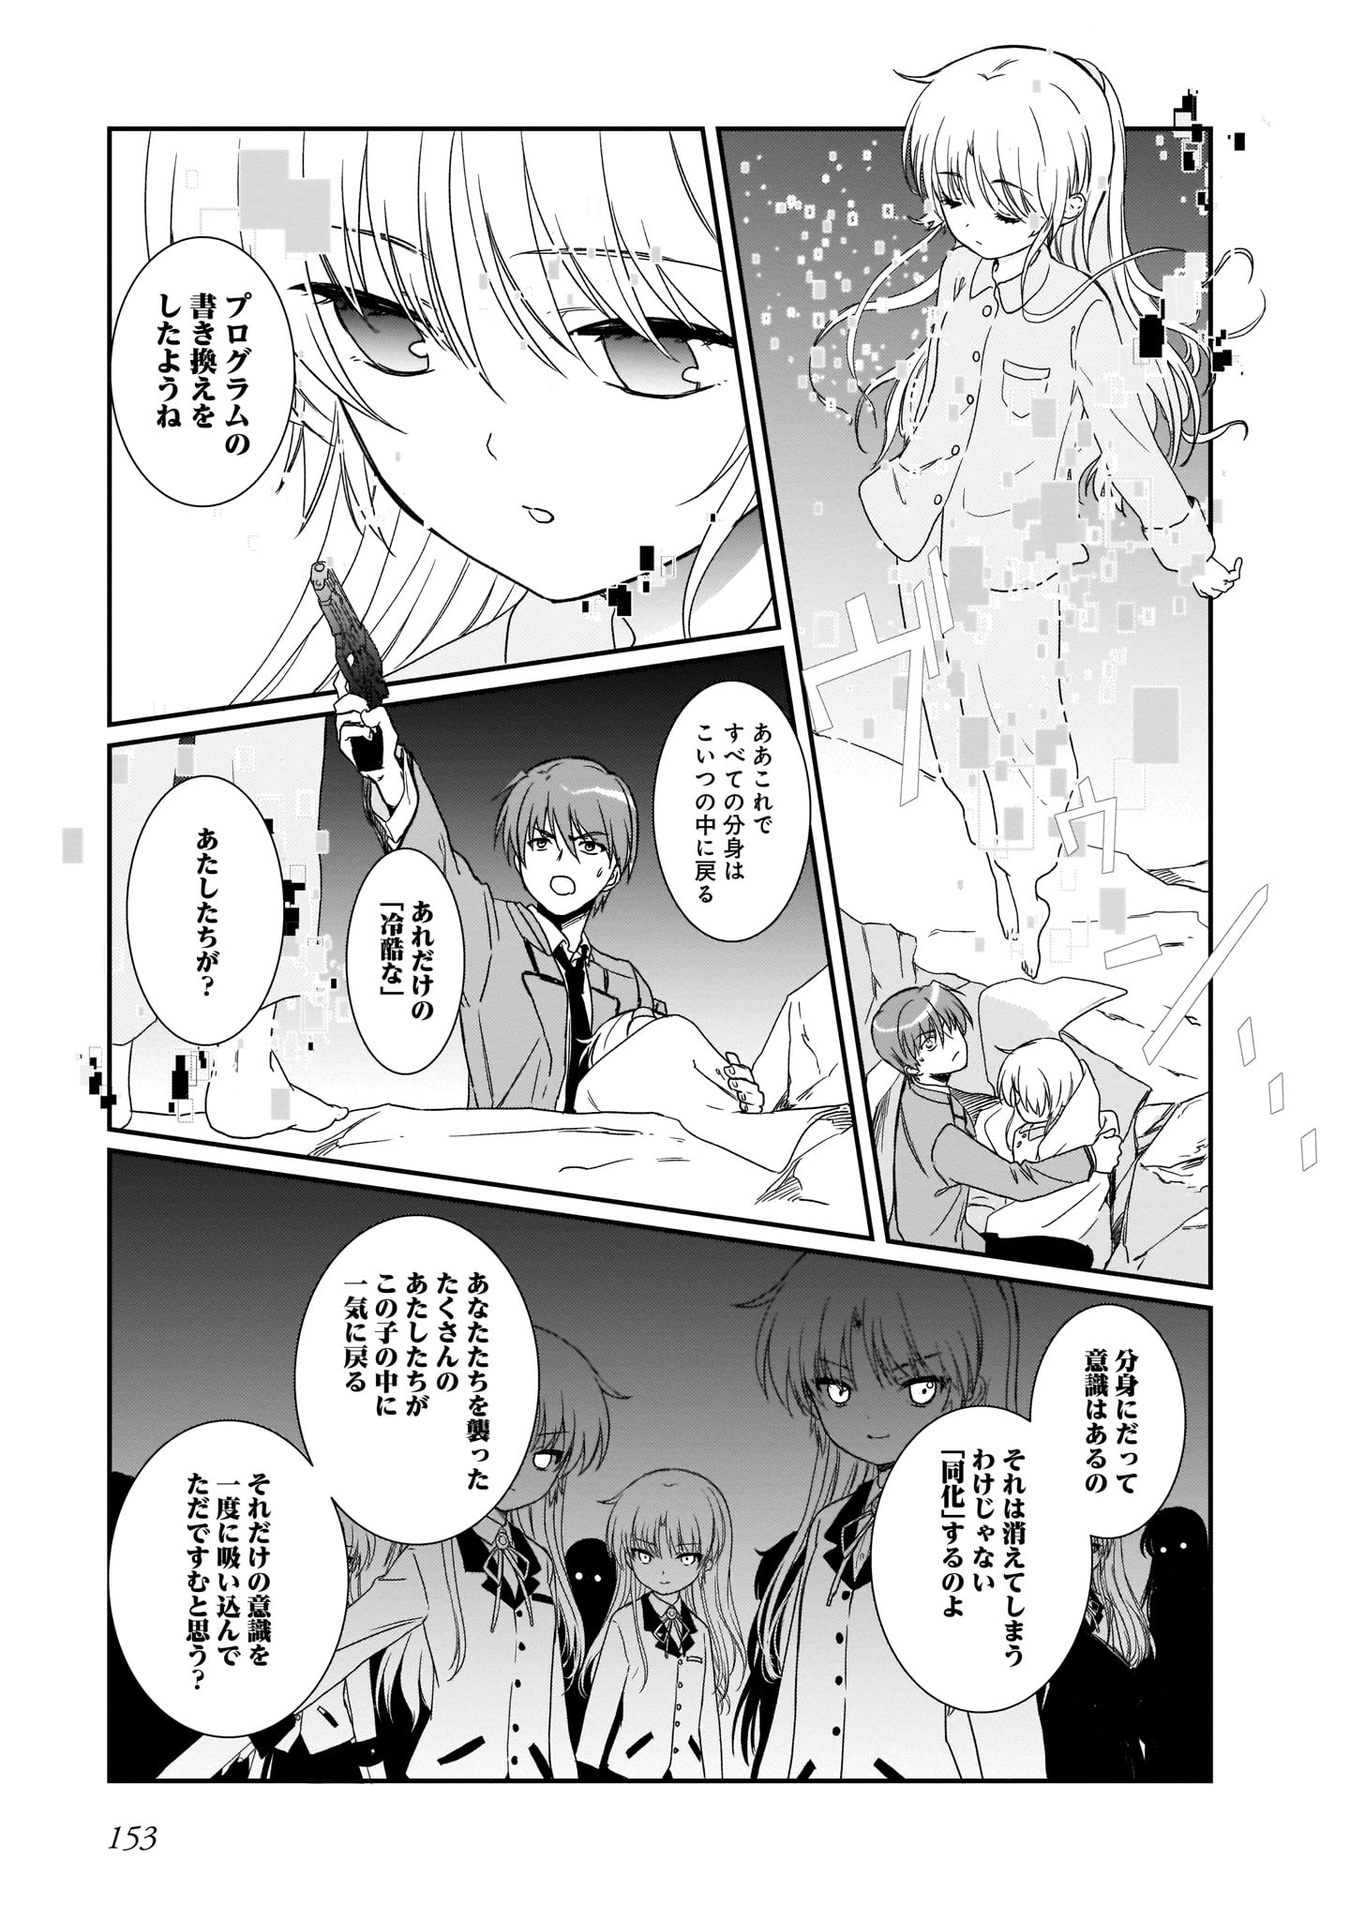 ヴヴ
プログラムの
書き換えを
したようね
ああこれで
すべての分身は
こいつの中に戻る
あれだけの
「冷酷な」
あたしたちが？
分身にだって
意識はあるの
それは消えてしまう
わけじゃない
「同化」するのよ
あなたたちを襲った
たくさんの
あたしたちが
この子の中に
一気に戻る
それだけの意識を
一度に吸い込んで
ただですむと思う？
153